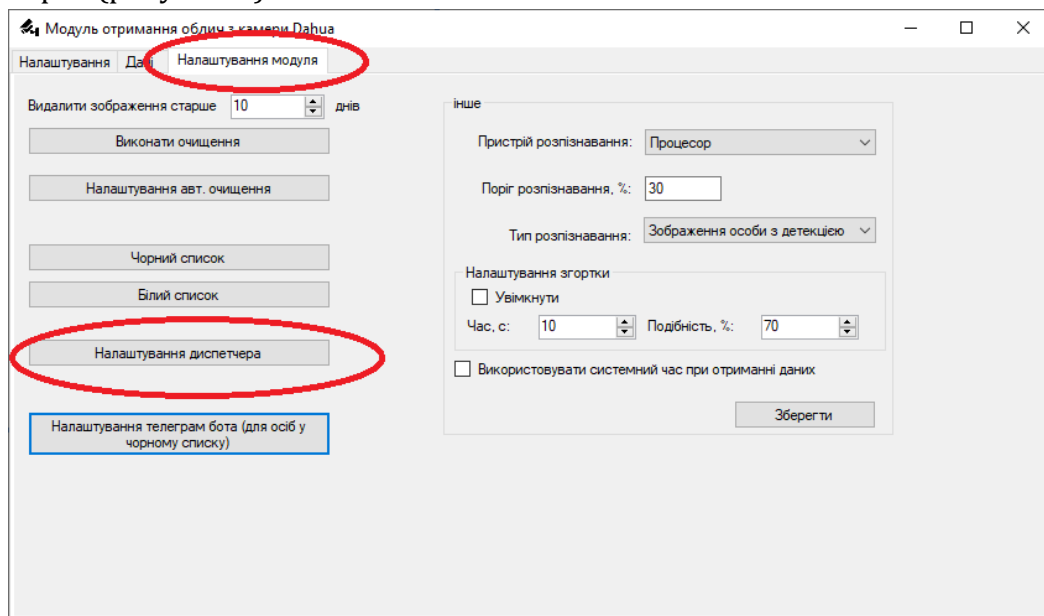 Модуль отримання облич з камери Dahua
Налаштування Дані Налаштування модуля
Видалити зображення старше 10 днів
Виконати очищення
Налаштування авт. очищення
Чорний список
Білий список
Налаштування диспетчера
Налаштування телеграм бота (для осіб у
чорному списку)
інше
Пристрій розпізнавання: Процесор
Поріг розпізнавання, %: 30
Тип розпізнавання: Зображення особи з детекцією
Налаштування згортки
Увімкнути
Час, с: 10 Подібність, %: 70
Використовувати системний час при отриманні даних
Зберегти